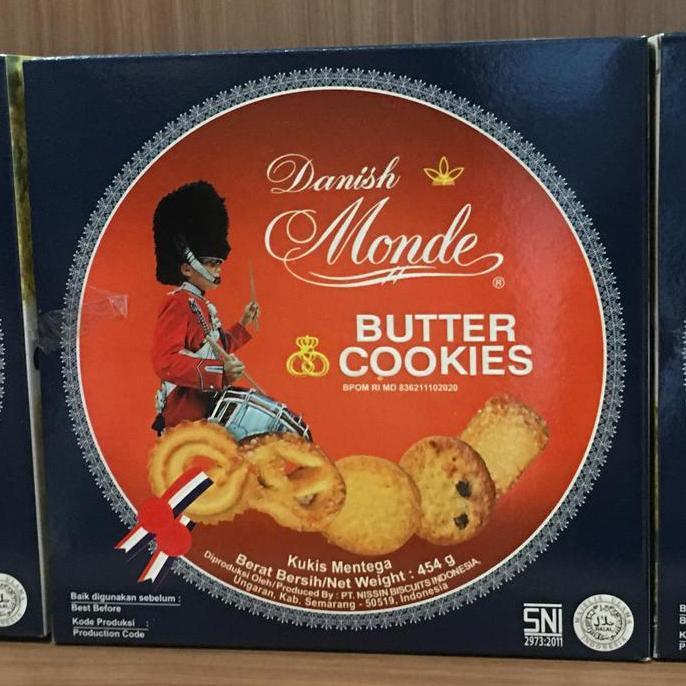 Danish
Monde
®
BUTTER
COOKIES
BPOM RI MD 836211102020
Kukis Mentega
Berat Bersih/Net Weight : 454 g
Diproduksi Oleh/Produced By : PT. NISSIN BISCUITS INDONESIA,
Ungaran, Kab. Semarang - 50519, Indonesia
Baik digunakan sebelum :
Best Before
Kode Produksi :
Production Code
SNI
2973:2011
HALAL